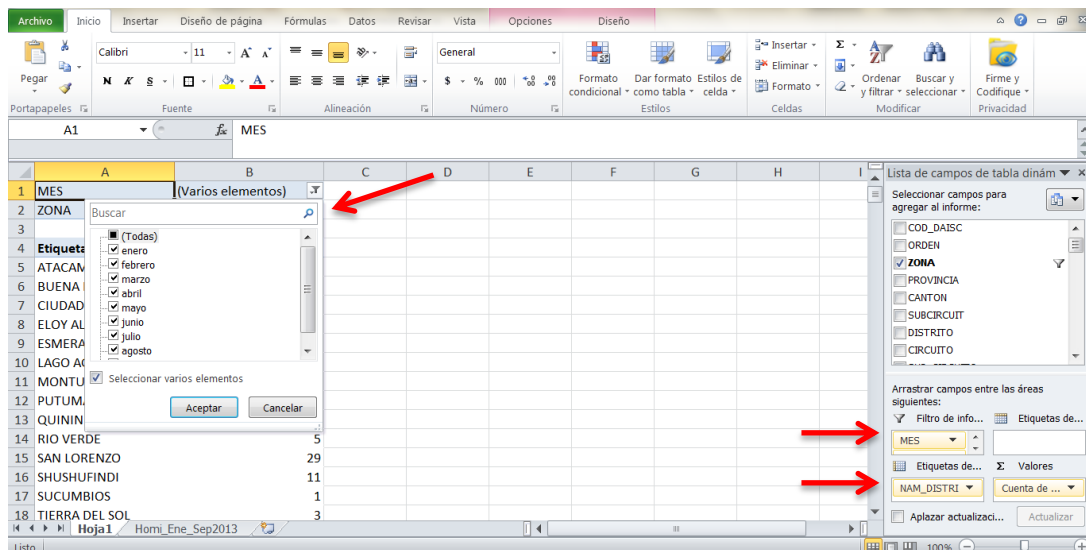 Archivo Inicio Insertar Diseño de página Fórmulas Datos Revisar Vista Opciones Diseño
Pegar
Calibri 11 A A
N K S A
General
$ % 000
Formato condicional
Dar formato como tabla
Estilos de celda
Insertar
Eliminar
Formato
Σ
Ordenar y filtrar
Buscar y seleccionar
Firme y Codifique
Portapapeles Fuente Alineación Número Estilos Celdas Modificar Privacidad
A1 fx MES
A B C D E F G H I
1 MES (Varios elementos)
2 ZONA
3
4 Etiqueta
5 ATACAM
6 BUENA
7 CIUDAD
8 ELOY AL
9 ESMERA
10 LAGO AG
11 MONTU
12 PUTUM
13 QUININ
14 RIO VERDE 5
15 SAN LORENZO 29
16 SHUSHUFINDI 11
17 SUCUMBIOS 1
18 TIERRA DEL SOL 3
Buscar
(Todas)
enero
febrero
marzo
abril
mayo
junio
julio
agosto
Seleccionar varios elementos
Aceptar Cancelar
Lista de campos de tabla dinám
Seleccionar campos para
agregar al informe:
COD_DAISC
ORDEN
ZONA
PROVINCIA
CANTON
SUBCIRCUIT
DISTRITO
CIRCUITO
Arrastrar campos entre las áreas
siguientes:
Filtro de info... Etiquetas de...
MES
Etiquetas de... Σ Valores
NAM_DISTRI Cuenta de ...
Aplazar actualizaci... Actualizar
Hoja1 Homi_Ene_Sep2013
Listo 100%